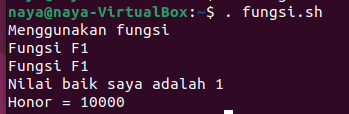 naya@naya-VirtualBox:~$ . fungsi.sh
Menggunakan fungsi
Fungsi F1
Fungsi F1
Nilai baik saya adalah 1
Honor = 10000